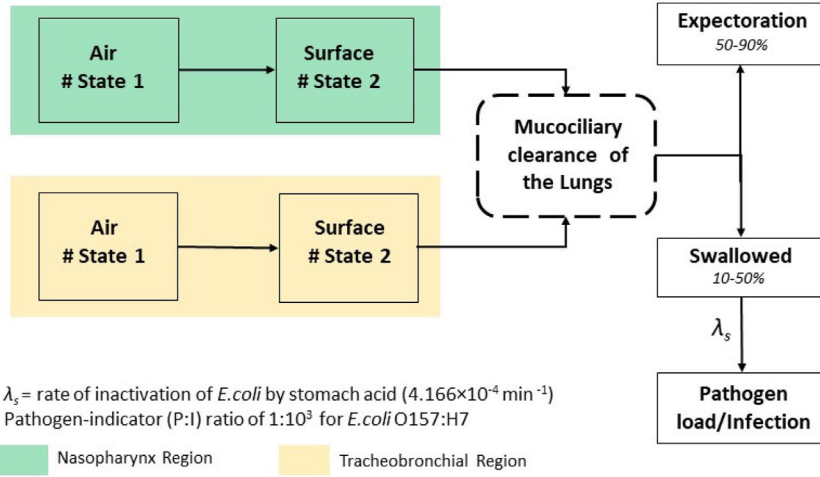 Air
# State 1
Surface
# State 2
Expectoration
50-90%
Mucociliary
clearance of
the Lungs
Air
# State 1
Surface
# State 2
Swallowed
10-50%
λs
Pathogen
load/Infection
λs = rate of inactivation of E.coli by stomach acid (4.166×10⁻⁴ min ⁻¹)
Pathogen-indicator (P:I) ratio of 1:10³ for E.coli O157:H7
Nasopharynx Region
Tracheobronchial Region